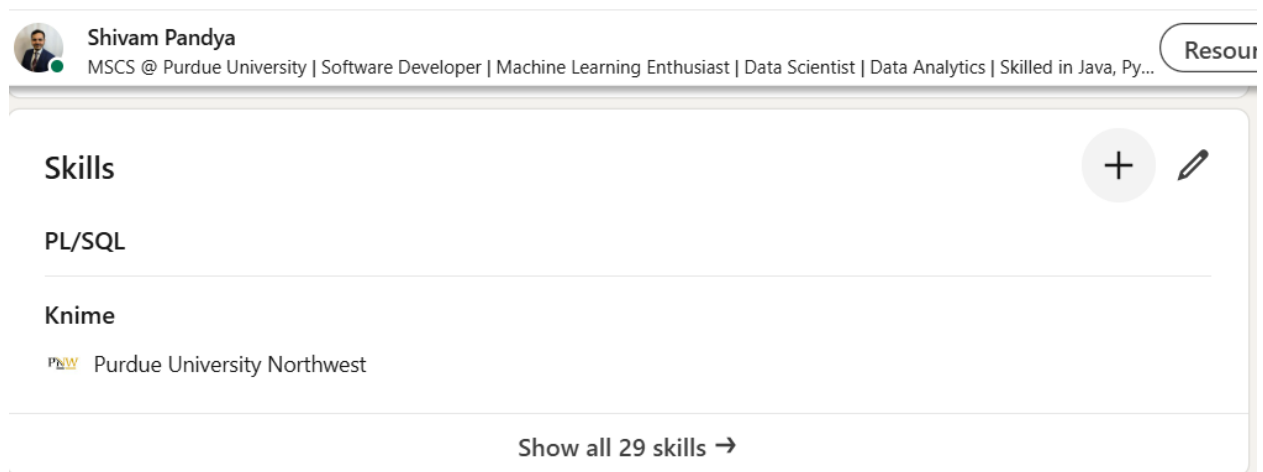 Shivam Pandya
MSCS @ Purdue University | Software Developer | Machine Learning Enthusiast | Data Scientist | Data Analytics | Skilled in Java, Py...
Resour
Skills
PL/SQL
Knime
PNW Purdue University Northwest
Show all 29 skills →